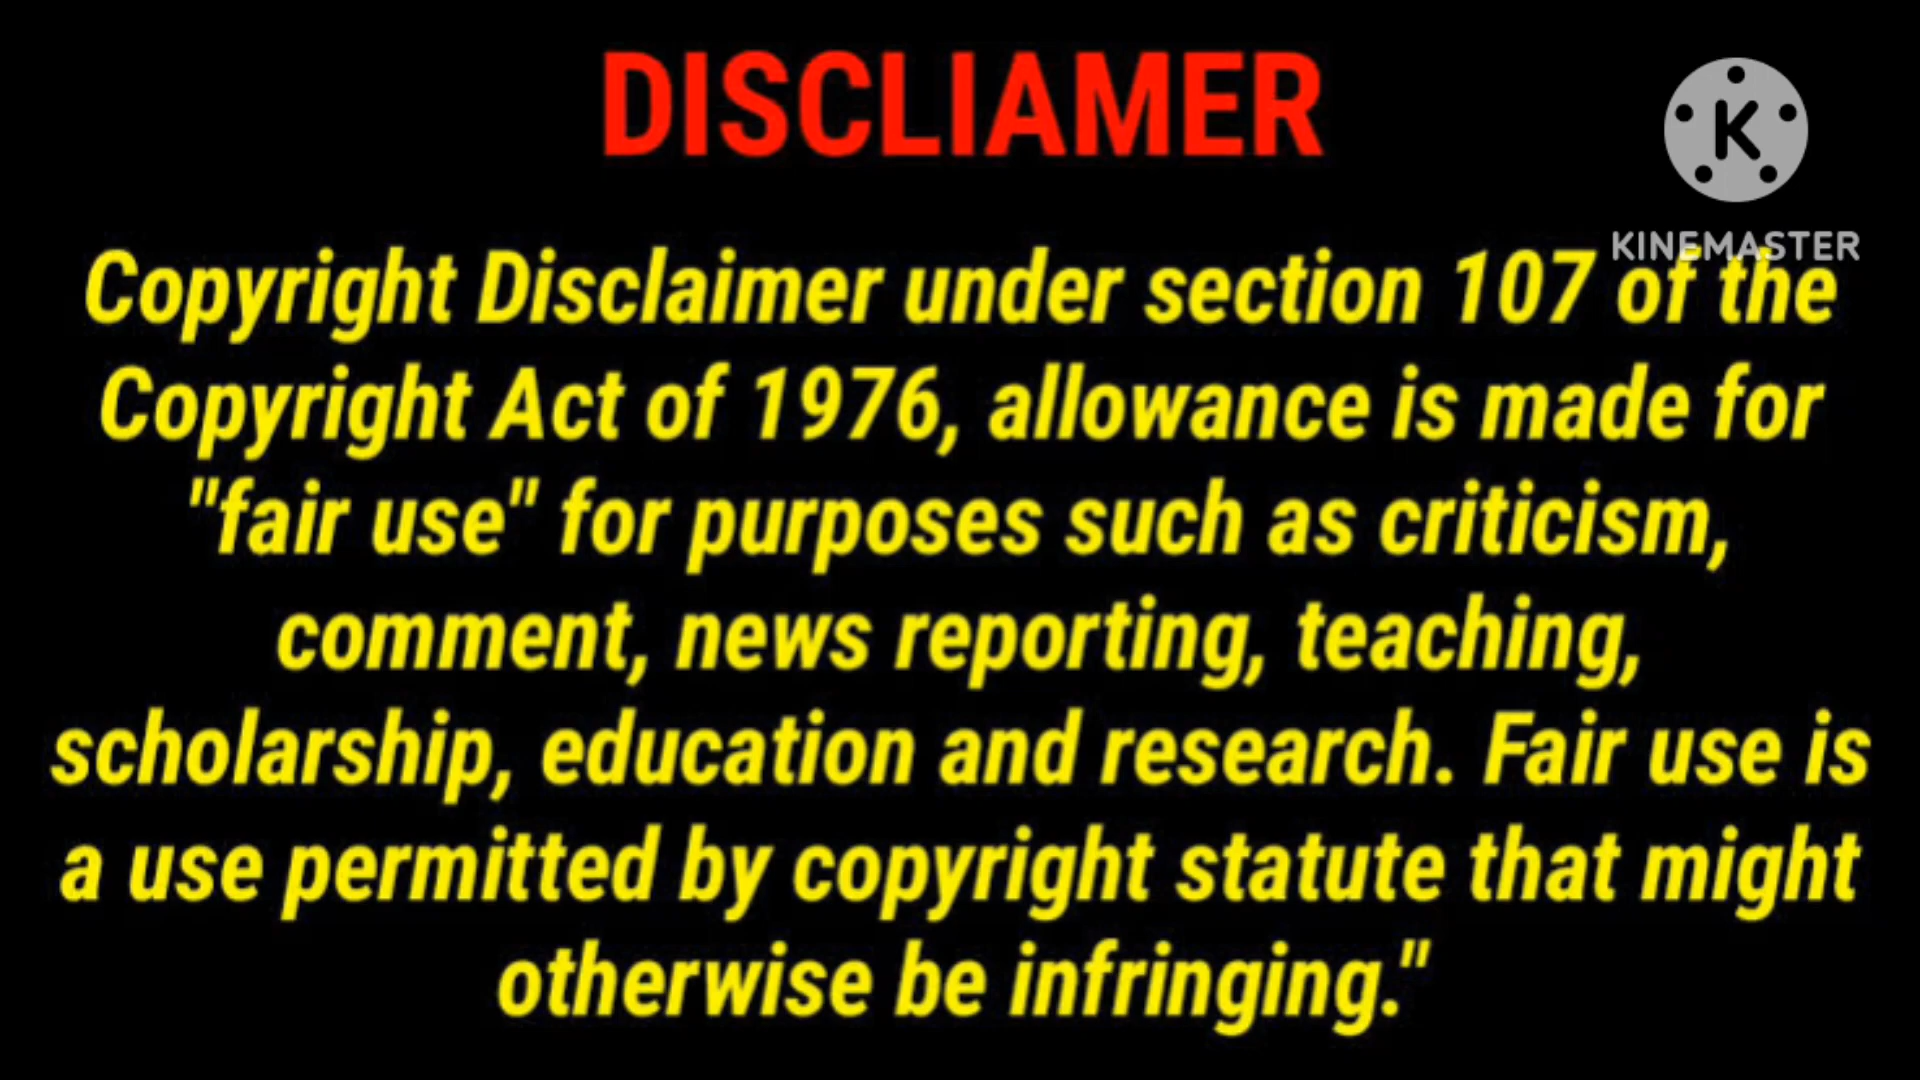 DISCLIAMER
K
KINEMASTER
Copyright Disclaimer under section 107 of the
Copyright Act of 1976, allowance is made for
"fair use" for purposes such as criticism,
comment, news reporting, teaching,
scholarship, education and research. Fair use is
a use permitted by copyright statute that might
otherwise be infringing."